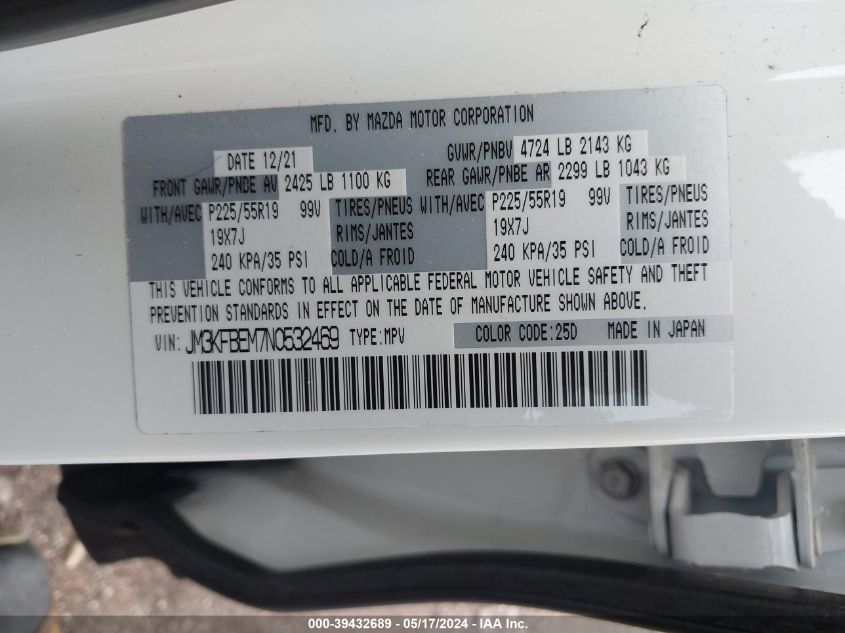 MFD. BY MAZDA MOTOR CORPORATION
DATE 12/21 GVWR/PNBV 4724 LB 2143 KG
FRONT GAWR/PNBE AV 2425 LB 1100 KG REAR GAWR/PNBE AR 2299 LB 1043 KG
WITH/AVEC P225/55R19 99V TIRES/PNEUS WITH/AVEC P225/55R19 99V TIRES/PNEUS
19X7J RIMS/JANTES 19X7J RIMS/JANTES
240 KPA/35 PSI COLD/A FROID 240 KPA/35 PSI COLD/A FROID
THIS VEHICLE CONFORMS TO ALL APPLICABLE FEDERAL MOTOR VEHICLE SAFETY AND THEFT
PREVENTION STANDARDS IN EFFECT ON THE DATE OF MANUFACTURE SHOWN ABOVE.
VIN: JM3KFBEM7N0532469 TYPE:MPV COLOR CODE:25D MADE IN JAPAN
000-39432689 - 05/17/2024 - US - IAAI - IAA Inc.